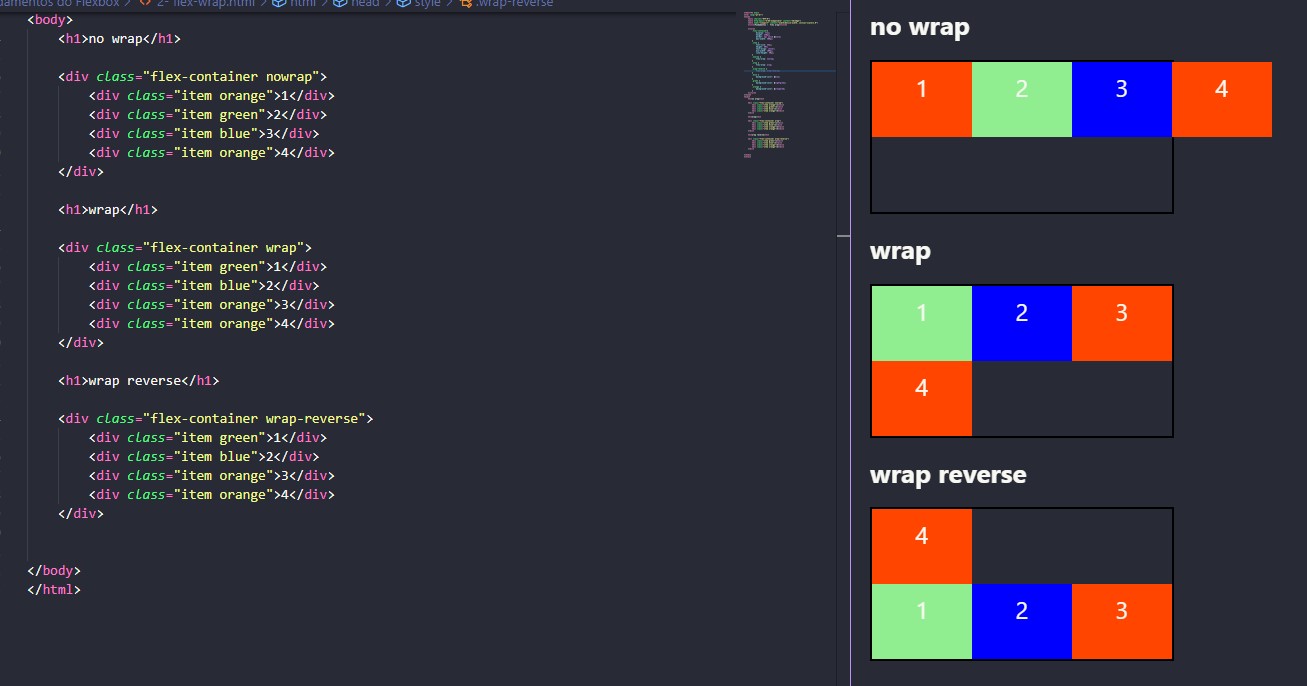 damentos do Flexbox > 2- flex-wrap.html > html > head > style > .wrap-reverse
<body>
<h1>no wrap</h1>
<div class="flex-container nowrap">
<div class="item orange">1</div>
<div class="item green">2</div>
<div class="item blue">3</div>
<div class="item orange">4</div>
</div>
<h1>wrap</h1>
<div class="flex-container wrap">
<div class="item green">1</div>
<div class="item blue">2</div>
<div class="item orange">3</div>
<div class="item orange">4</div>
</div>
<h1>wrap reverse</h1>
<div class="flex-container wrap-reverse">
<div class="item green">1</div>
<div class="item blue">2</div>
<div class="item orange">3</div>
<div class="item orange">4</div>
</div>
</body>
</html>
no wrap
1 2 3 4
wrap
1 2 3
4
wrap reverse
4
1 2 3